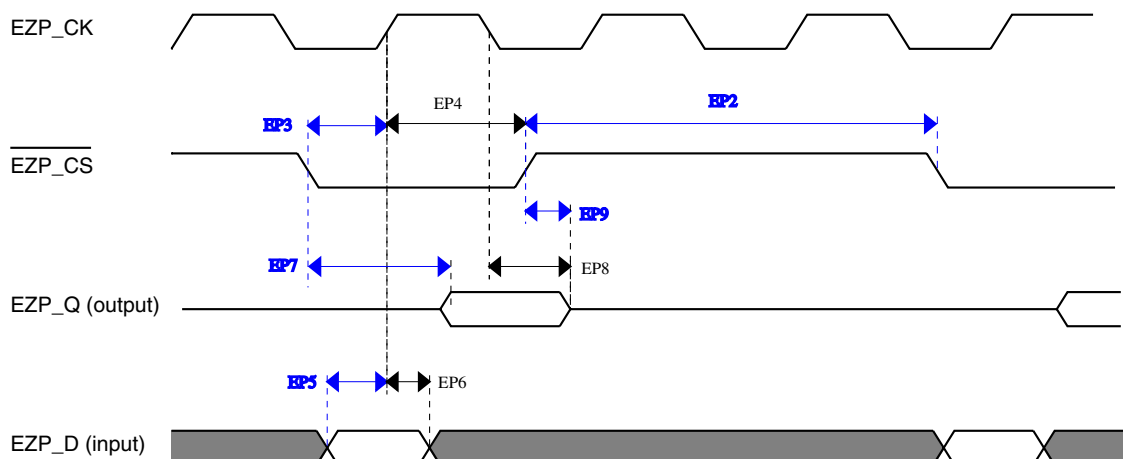 EZP_CK
EP4
EP2
EP3
EZP_CS
EP9
EP7
EP8
EZP_Q (output)
EP5
EP6
EZP_D (input)